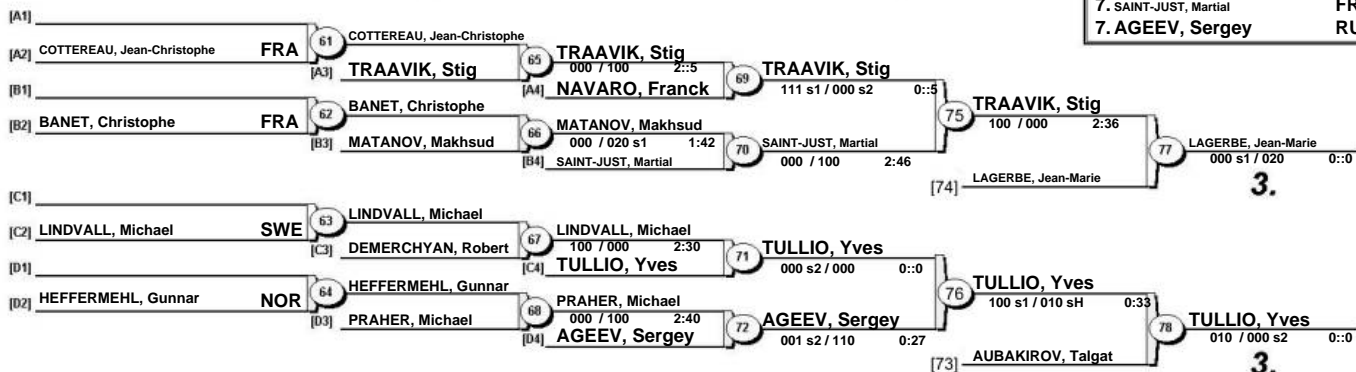 7. SAINT-JUST, Martial FR
7. AGEEV, Sergey RU
[A1]
[A2] COTTEREAU, Jean-Christophe FRA
61
COTTEREAU, Jean-Christophe
[A3] TRAAVIK, Stig
65
TRAAVIK, Stig
000 / 100 2::5
[A4] NAVARO, Franck
69
TRAAVIK, Stig
111 s1 / 000 s2 0::5
[B1]
[B2] BANET, Christophe FRA
62
BANET, Christophe
[B3] MATANOV, Makhsud
66
MATANOV, Makhsud
000 / 020 s1 1:42
[B4] SAINT-JUST, Martial
70
SAINT-JUST, Martial
000 / 100 2:46
75
TRAAVIK, Stig
100 / 000 2:36
[74] LAGERBE, Jean-Marie
77
LAGERBE, Jean-Marie
000 s1 / 020 0::0
3.
[C1]
[C2] LINDVALL, Michael SWE
63
LINDVALL, Michael
[C3] DEMERCHYAN, Robert
67
LINDVALL, Michael
100 / 000 2:30
[C4] TULLIO, Yves
71
TULLIO, Yves
000 s2 / 000 0::0
[D1]
[D2] HEFFERMEHL, Gunnar NOR
64
HEFFERMEHL, Gunnar
[D3] PRAHER, Michael
68
PRAHER, Michael
000 / 100 2:40
[D4] AGEEV, Sergey
72
AGEEV, Sergey
001 s2 / 110 0:27
76
TULLIO, Yves
100 s1 / 010 sH 0:33
[73] AUBAKIROV, Talgat
78
TULLIO, Yves
010 / 000 s2 0::0
3.